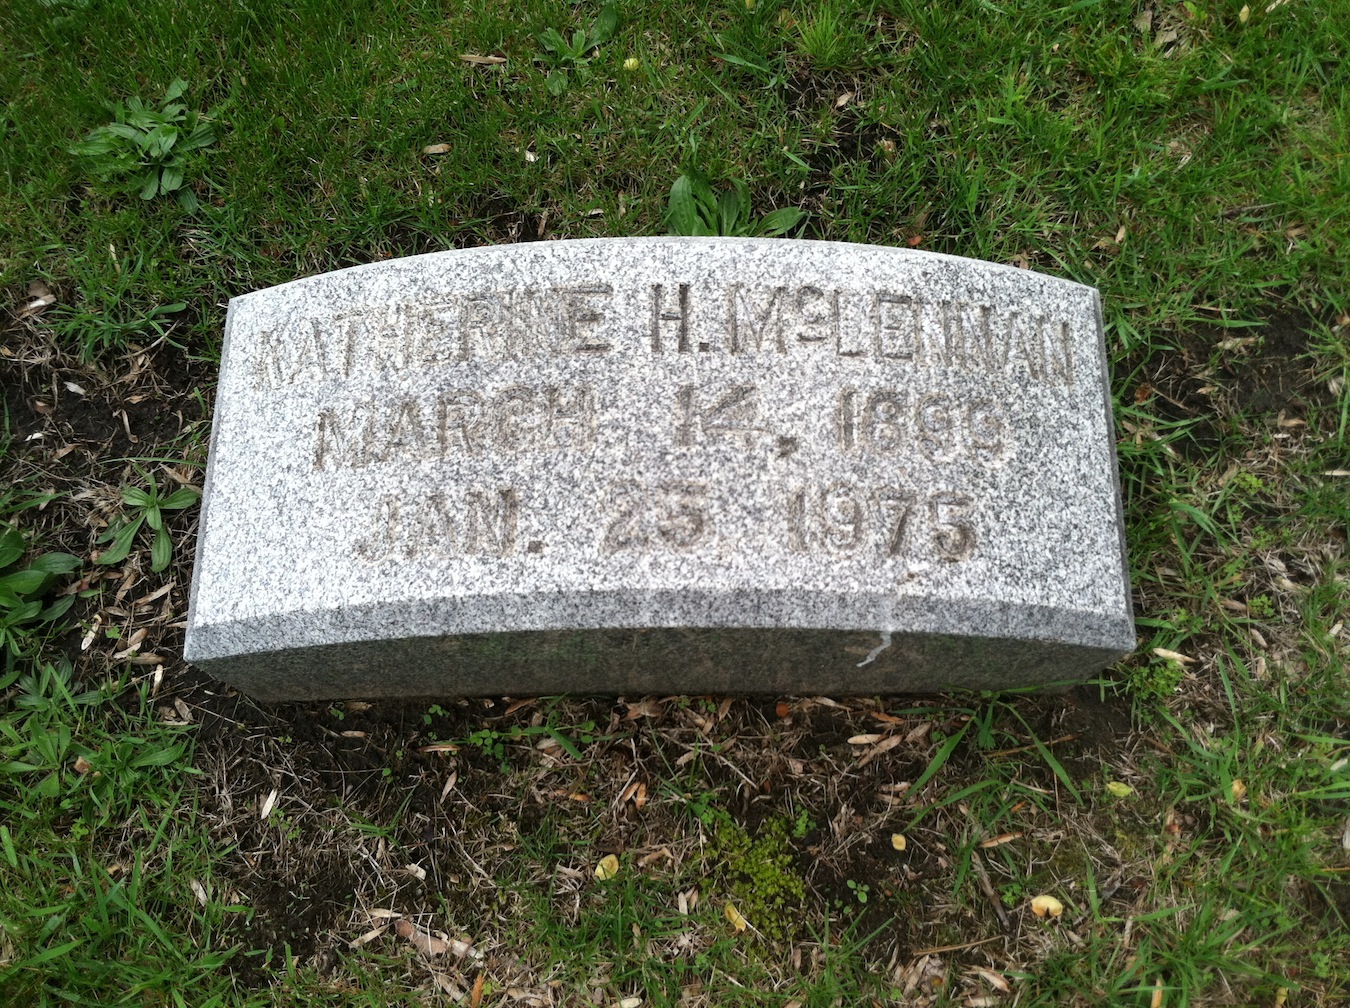 KATHERINE H. McLENNAN
MARCH 14, 1899
JAN. 25 1975